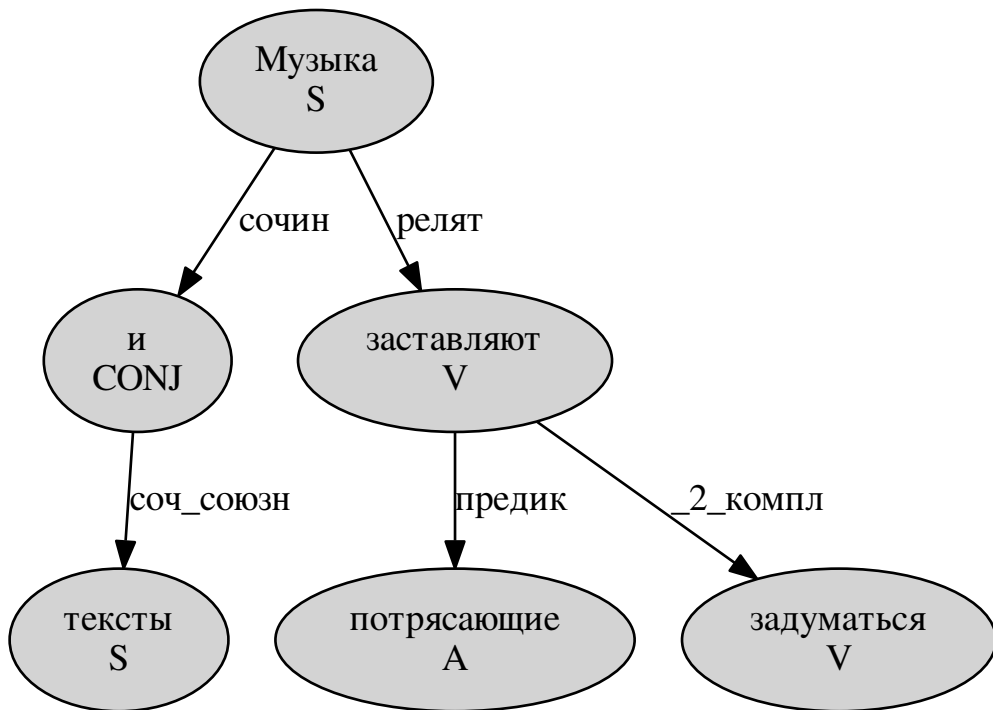 Музыка
S
сочин
релят
и
CONJ
заставляют
V
соч_союзн
предик
_2_компл
тексты
S
потрясающие
A
задуматься
V